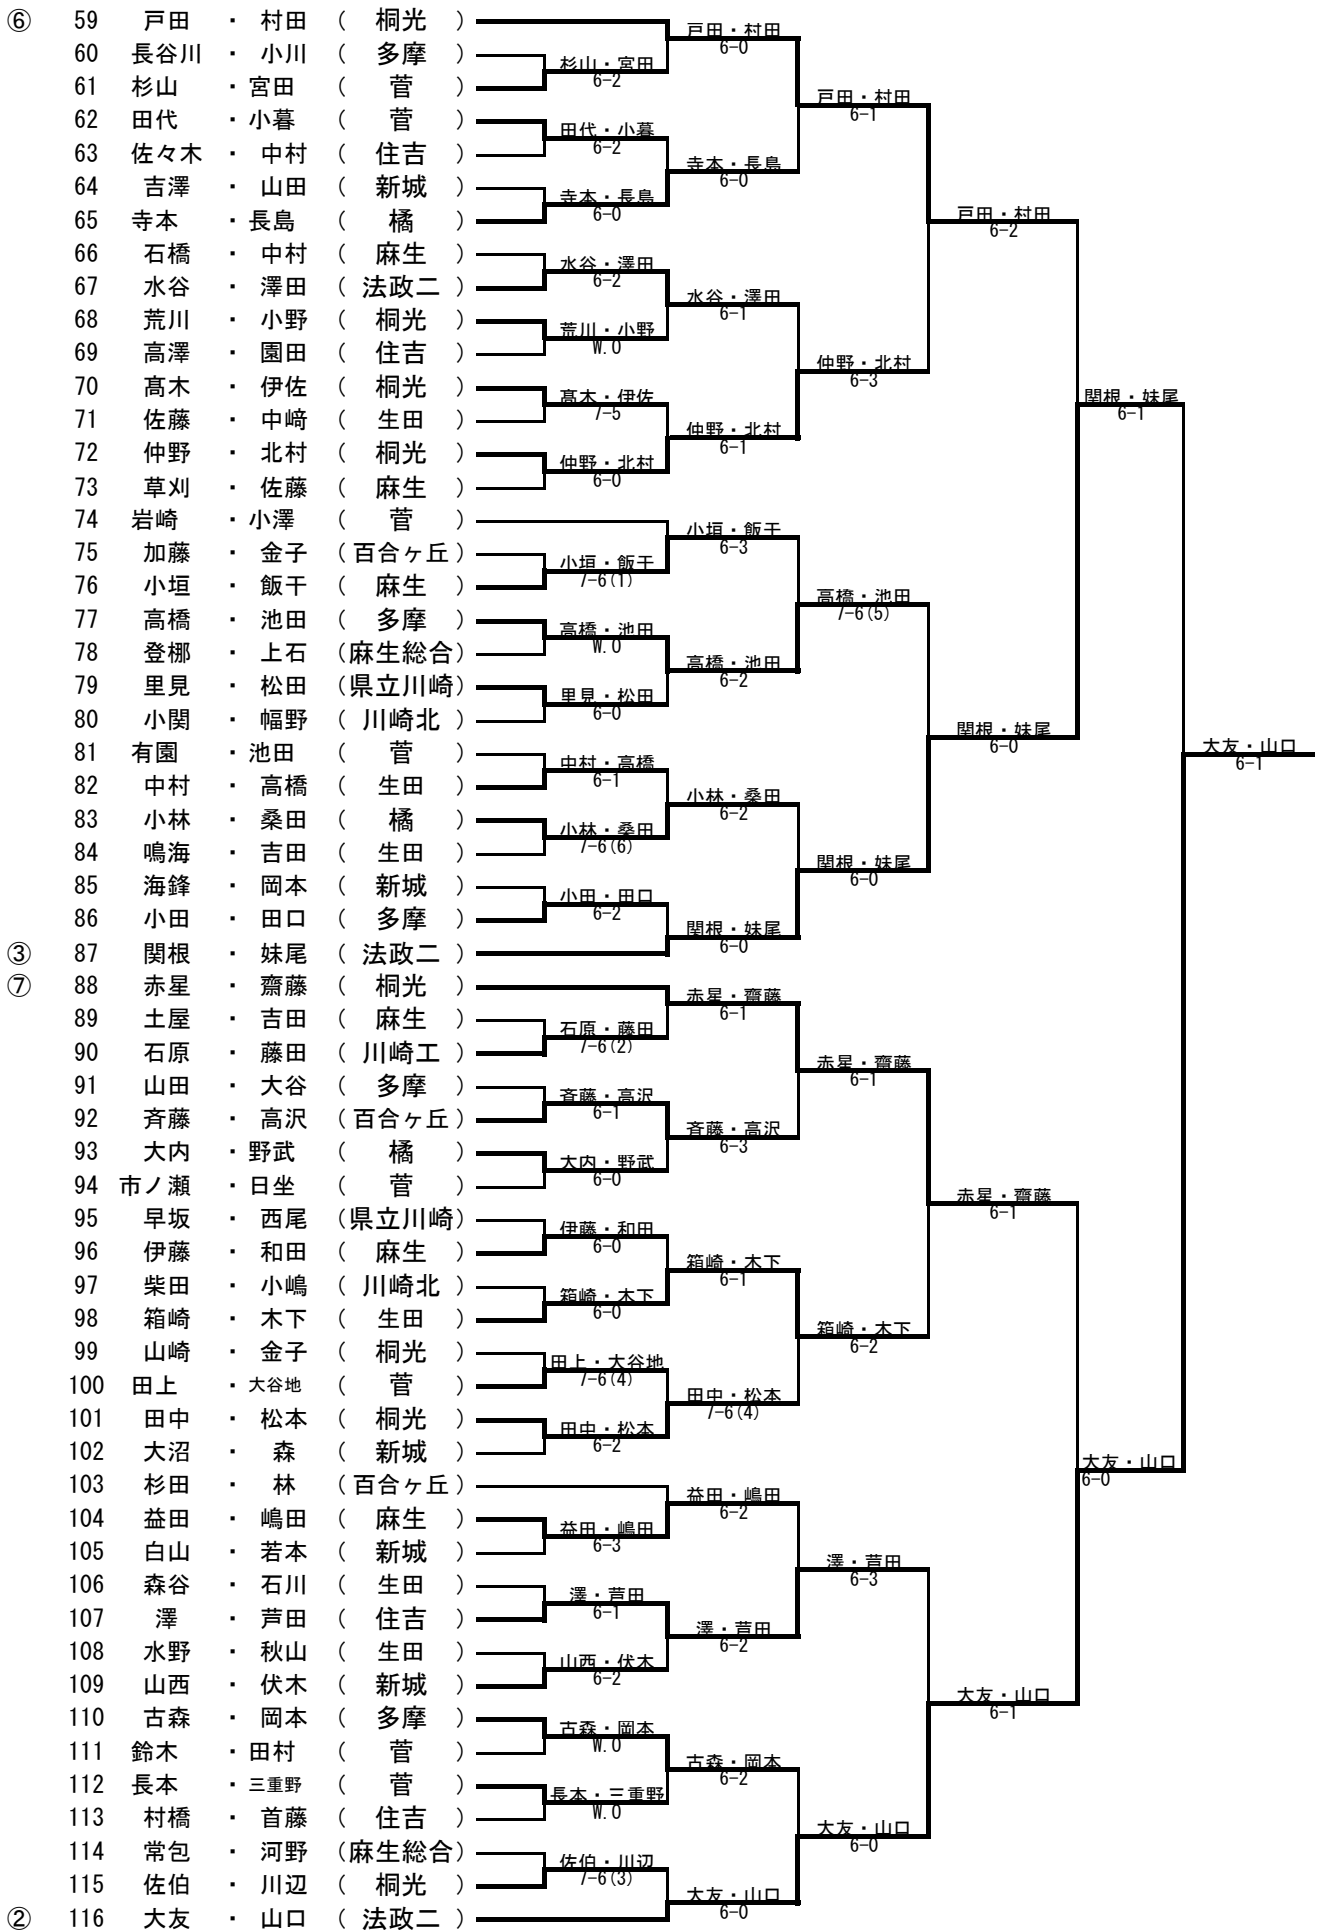 ⑥ 59 戸田 ・ 村田 ( 桐光 )
戸田・村田
6-0
60 長谷川 ・ 小川 ( 多摩 )
杉山・宮田
6-2
61 杉山 ・宮田 ( 菅 )
戸田・村田
6-1
62 田代 ・小暮 ( 菅 )
田代・小暮
6-2
63 佐々木 ・ 中村 ( 住吉 )
寺本・長島
6-0
64 吉澤 ・ 山田 ( 新城 )
寺本・長島
6-0
65 寺本 ・長島 ( 橘 )
戸田・村田
6-2
66 石橋 ・ 中村 ( 麻生 )
水谷・澤田
6-2
67 水谷 ・ 澤田 ( 法政二 )
水谷・澤田
6-1
68 荒川 ・ 小野 ( 桐光 )
荒川・小野
W.O
69 高澤 ・ 園田 ( 住吉 )
仲野・北村
6-3
70 髙木 ・ 伊佐 ( 桐光 )
髙木・伊佐
7-5
関根・妹尾
6-1
71 佐藤 ・ 中﨑 ( 生田 )
仲野・北村
6-1
72 仲野 ・ 北村 ( 桐光 )
仲野・北村
6-0
73 草刈 ・ 佐藤 ( 麻生 )
74 岩崎 ・小澤 ( 菅 )
小垣・飯干
6-3
75 加藤 ・ 金子 (百合ヶ丘)
小垣・飯干
7-6(1)
76 小垣 ・ 飯干 ( 麻生 )
高橋・池田
7-6(5)
77 高橋 ・ 池田 ( 多摩 )
高橋・池田
W.O
78 登梛 ・ 上石 (麻生総合)
高橋・池田
6-2
79 里見 ・ 松田 (県立川崎)
里見・松田
6-0
80 小関 ・ 幅野 ( 川崎北 )
関根・妹尾
6-0
81 有園 ・池田 ( 菅 )
大友・山口
6-1
中村・高橋
6-1
82 中村 ・ 高橋 ( 生田 )
小林・桑田
6-2
83 小林 ・ 桑田 ( 橘 )
小林・桑田
7-6(6)
84 鳴海 ・ 吉田 ( 生田 )
関根・妹尾
6-0
85 海鋒 ・ 岡本 ( 新城 )
小田・田口
6-2
86 小田 ・ 田口 ( 多摩 )
関根・妹尾
6-0
③ 87 関根 ・ 妹尾 ( 法政二 )
⑦ 88 赤星 ・ 齋藤 ( 桐光 )
赤星・齋藤
6-1
89 土屋 ・ 吉田 ( 麻生 )
石原・藤田
7-6(2)
90 石原 ・ 藤田 ( 川崎工 )
赤星・齋藤
6-1
91 山田 ・ 大谷 ( 多摩 )
斉藤・高沢
6-1
92 斉藤 ・ 高沢 (百合ヶ丘)
斉藤・高沢
6-3
93 大内 ・野武 ( 橘 )
大内・野武
6-0
94 市ノ瀬 ・日坐 ( 菅 )
赤星・齋藤
6-1
95 早坂 ・ 西尾 (県立川崎)
伊藤・和田
6-0
96 伊藤 ・ 和田 ( 麻生 )
箱崎・木下
6-1
97 柴田 ・ 小嶋 ( 川崎北 )
箱崎・木下
6-0
98 箱崎 ・ 木下 ( 生田 )
箱崎・木下
6-2
99 山崎 ・ 金子 ( 桐光 )
田上・大谷地
7-6(4)
100 田上 ・大谷地 ( 菅 )
田中・松本
7-6(4)
101 田中 ・ 松本 ( 桐光 )
田中・松本
6-2
102 大沼 ・ 森 ( 新城 )
大友・山口
6-0
103 杉田 ・ 林 (百合ヶ丘)
益田・嶋田
6-2
104 益田 ・ 嶋田 ( 麻生 )
益田・嶋田
6-3
105 白山 ・ 若本 ( 新城 )
澤・芦田
6-3
106 森谷 ・ 石川 ( 生田 )
澤・芦田
6-1
107 澤 ・ 芦田 ( 住吉 )
澤・芦田
6-2
108 水野 ・ 秋山 ( 生田 )
山西・伏木
6-2
109 山西 ・ 伏木 ( 新城 )
大友・山口
6-1
110 古森 ・ 岡本 ( 多摩 )
古森・岡本
W.O
111 鈴木 ・田村 ( 菅 )
古森・岡本
6-2
112 長本 ・三重野 ( 菅 )
長本・三重野
W.O
113 村橋 ・ 首藤 ( 住吉 )
大友・山口
6-0
114 常包 ・ 河野 (麻生総合)
佐伯・川辺
7-6(3)
115 佐伯 ・ 川辺 ( 桐光 )
大友・山口
6-0
② 116 大友 ・ 山口 ( 法政二 )